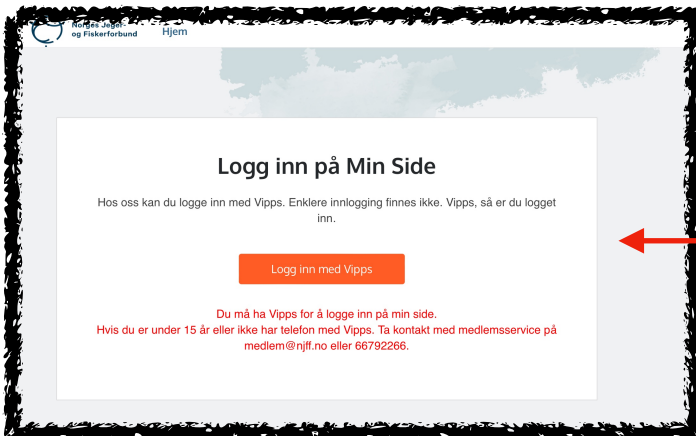 Norges Jeger-
og Fiskerforbund
Hjem
Logg inn på Min Side
Hos oss kan du logge inn med Vipps. Enklere innlogging finnes ikke. Vipps, så er du logget
inn.
Logg inn med Vipps
Du må ha Vipps for å logge inn på min side.
Hvis du er under 15 år eller ikke har telefon med Vipps. Ta kontakt med medlemsservice på
medlem@njff.no eller 66792266.